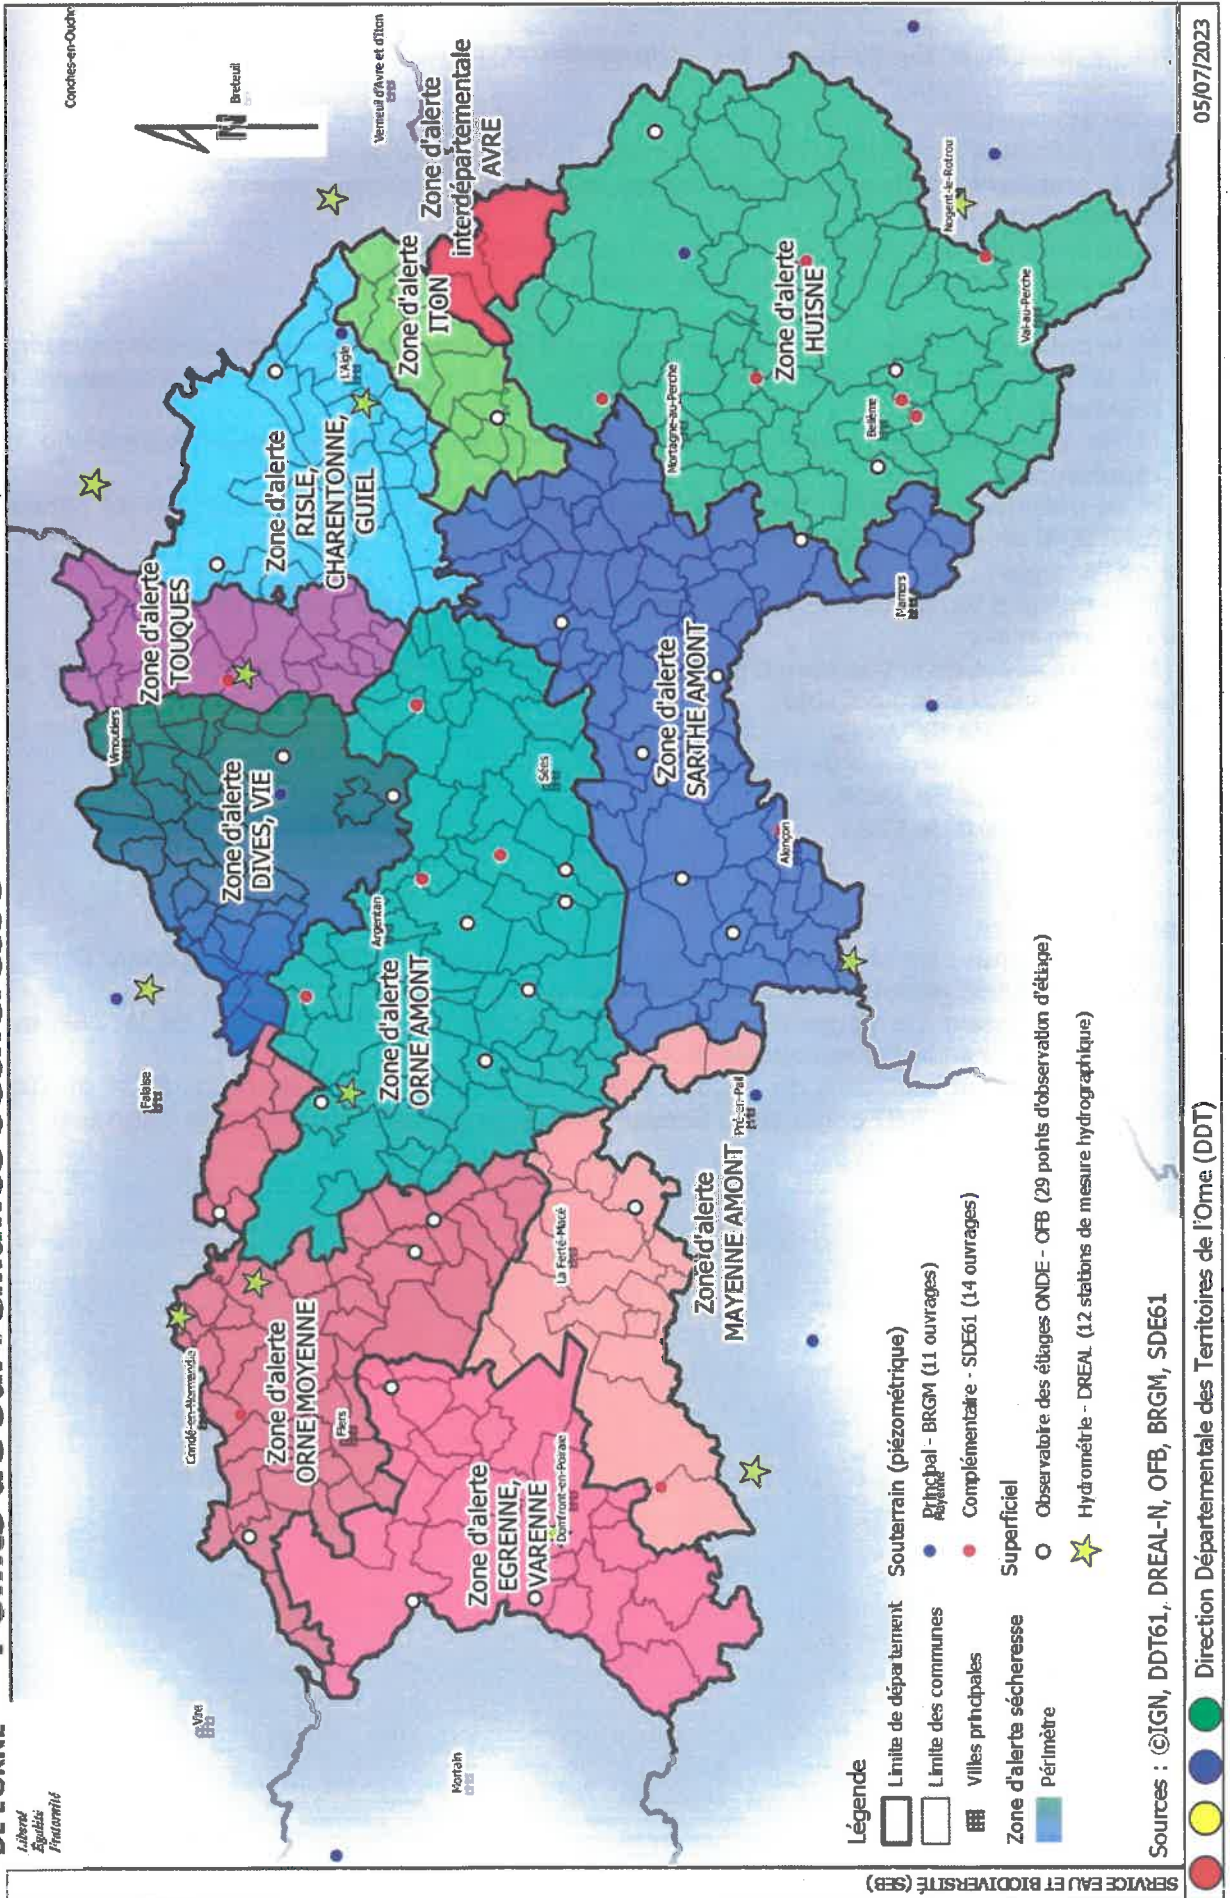 DE L'ORNE
Liberté
Égalité
Fraternité
Conches-en-Ouche
Breteuil
N
Verneuil d'Avre et d'Iton
Zone d'alerte
interdépartementale
AVRE
Zone d'alerte
ITON
L'Aigle
Zone d'alerte
RISLE,
CHARENTONNE,
GUIEL
Zone d'alerte
TOUQUES
Vimoutiers
Zone d'alerte
DIVES, VIE
Falaise
Argentan
Sées
Zone d'alerte
ORNE AMONT
Condé-en-Normandie
Zone d'alerte
ORNE MOYENNE
Flers
Vire
Mortain
Zone d'alerte
EGRENNE,
VARENNE
Domfront-en-Poiraie
La Ferté-Macé
Zone d'alerte
MAYENNE AMONT
Pré-en-Pail
Alençon
Zone d'alerte
SARTHE AMONT
Mamers
Mortagne-au-Perche
Zone d'alerte
HUISNE
Bellême
Nogent-le-Rotrou
Val-au-Perche
Légende
Limite de département
Limite des communes
Villes principales
Zone d'alerte sécheresse
Périmètre
Souterrain (piézométrique)
Principal - BRGM (11 ouvrages)
Mayenne
Complémentaire - SDE61 (14 ouvrages)
Superficiel
Observatoire des étiages ONDE - OFB (29 points d'observation d'étiage)
Hydrométrie - DREAL (12 stations de mesure hydrographique)
Sources : ©IGN, DDT61, DREAL-N, OFB, BRGM, SDE61
SERVICE EAU ET BIODIVERSITÉ (SEB)
Direction Départementale des Territoires de l'Orne (DDT)
05/07/2023